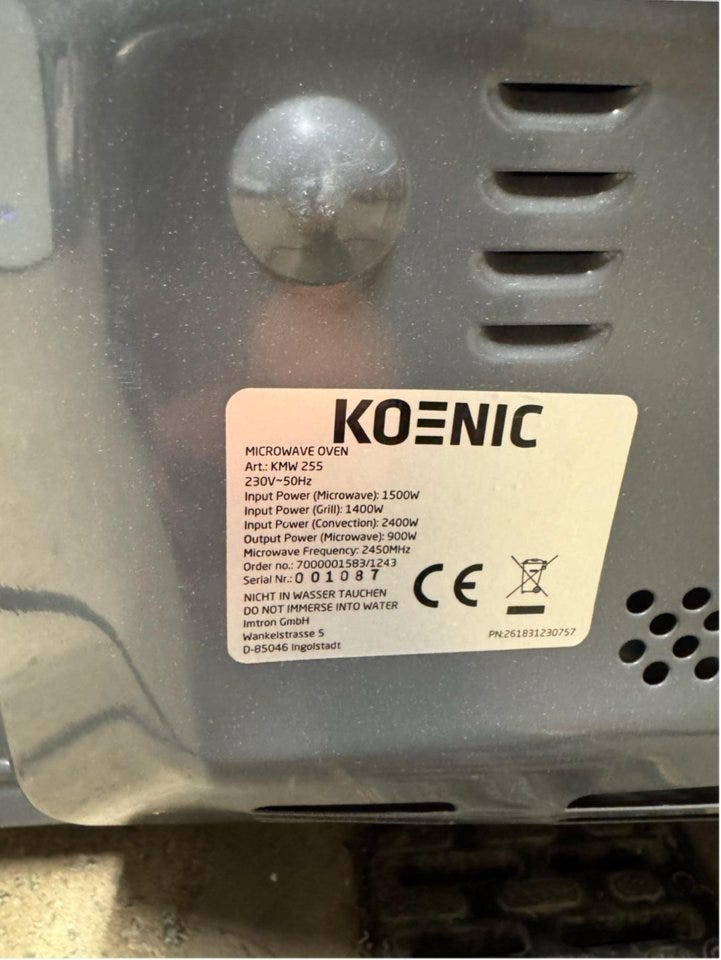 KOENIC
MICROWAVE OVEN
Art.: KMW 255
230V~50Hz
Input Power (Microwave): 1500W
Input Power (Grill): 1400W
Input Power (Convection): 2400W
Output Power (Microwave): 900W
Microwave Frequency: 2450MHz
Order no.: 7000001583/1243
Serial Nr.: 001087
NICHT IN WASSER TAUCHEN
DO NOT IMMERSE INTO WATER
Imtron GmbH
Wankelstrasse 5
D-85046 Ingolstadt
CE
PN:261831230757